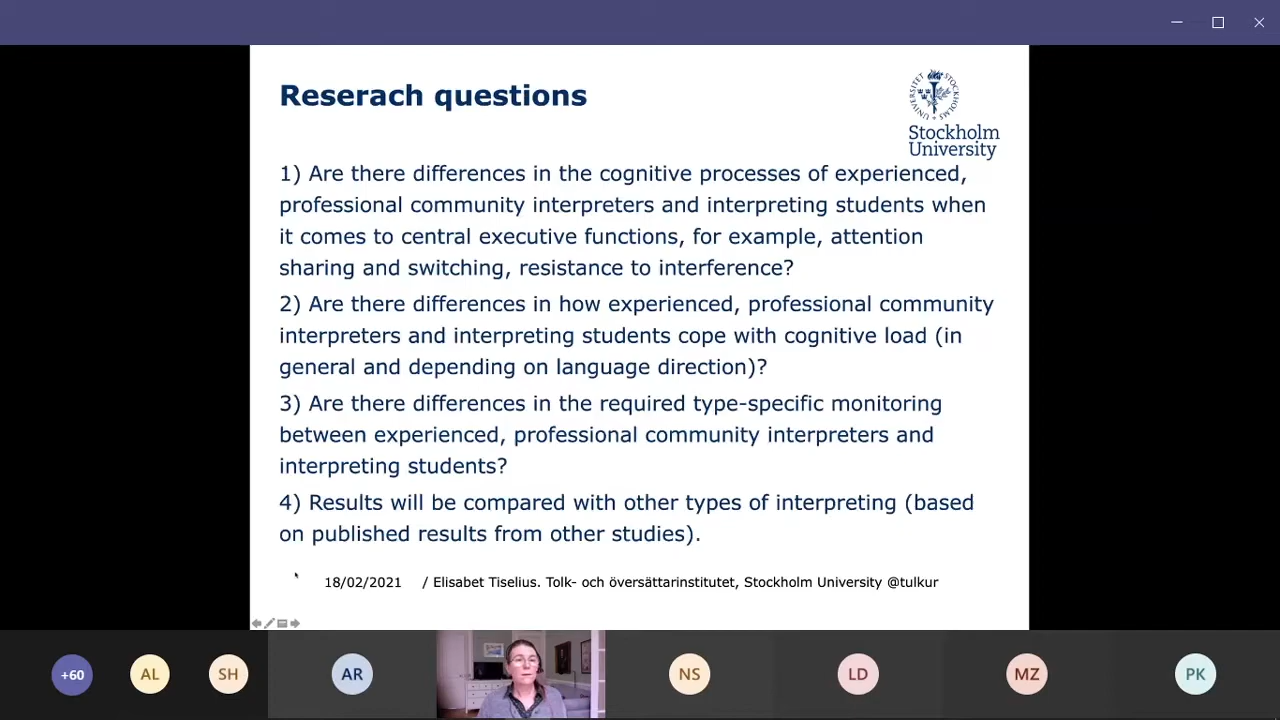 Reserach questions
STOCKHOLMS UNIVERSITET
Stockholm
University
1) Are there differences in the cognitive processes of experienced,
professional community interpreters and interpreting students when
it comes to central executive functions, for example, attention
sharing and switching, resistance to interference?
2) Are there differences in how experienced, professional community
interpreters and interpreting students cope with cognitive load (in
general and depending on language direction)?
3) Are there differences in the required type-specific monitoring
between experienced, professional community interpreters and
interpreting students?
4) Results will be compared with other types of interpreting (based
on published results from other studies).
18/02/2021 / Elisabet Tiselius. Tolk- och översättarinstitutet, Stockholm University @tulkur
+60 AL SH AR NS LD MZ PK